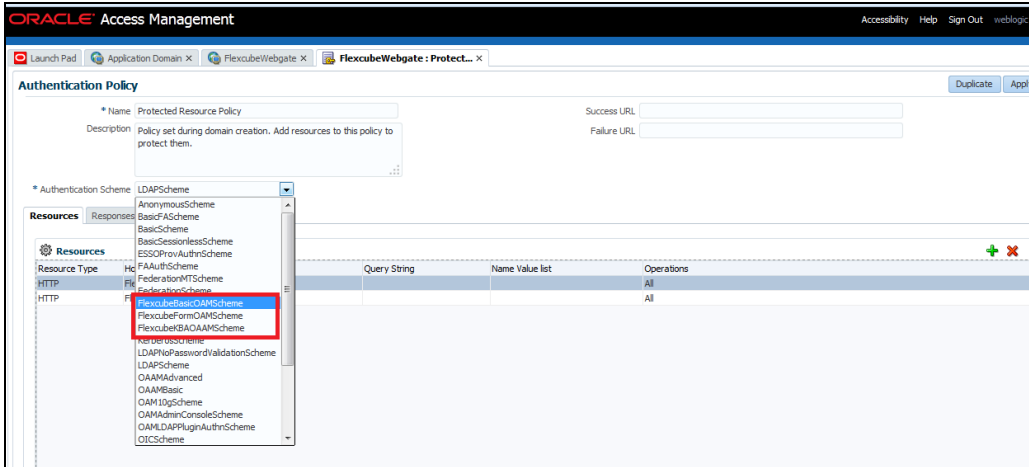 ORACLE Access Management
Accessibility Help Sign Out weblogic
Launch Pad Application Domain × FlexcubeWebgate × FlexcubeWebgate : Protect... ×
Authentication Policy
Duplicate Appl
* Name Protected Resource Policy
Success URL
Description Policy set during domain creation. Add resources to this policy to
protect them.
Failure URL
* Authentication Scheme LDAPScheme
AnonymousScheme
Resources Responses
BasicFAScheme
BasicScheme
BasicSessionlessScheme
Resources
ESSOProvAuthnScheme
Resource Type Ho
FAAuthScheme
Query String Name Value list Operations
HTTP Fle
FederationMTScheme
All
HTTP Fl
FederationScheme
All
FlexcubeBasicOAMScheme
FlexcubeFormOAMScheme
FlexcubeKBAOAAMScheme
KerberosScheme
LDAPNoPasswordValidationScheme
LDAPScheme
OAAMAdvanced
OAAMBasic
OAM10gScheme
OAMAdminConsoleScheme
OAMLDAPPluginAuthnScheme
OICScheme